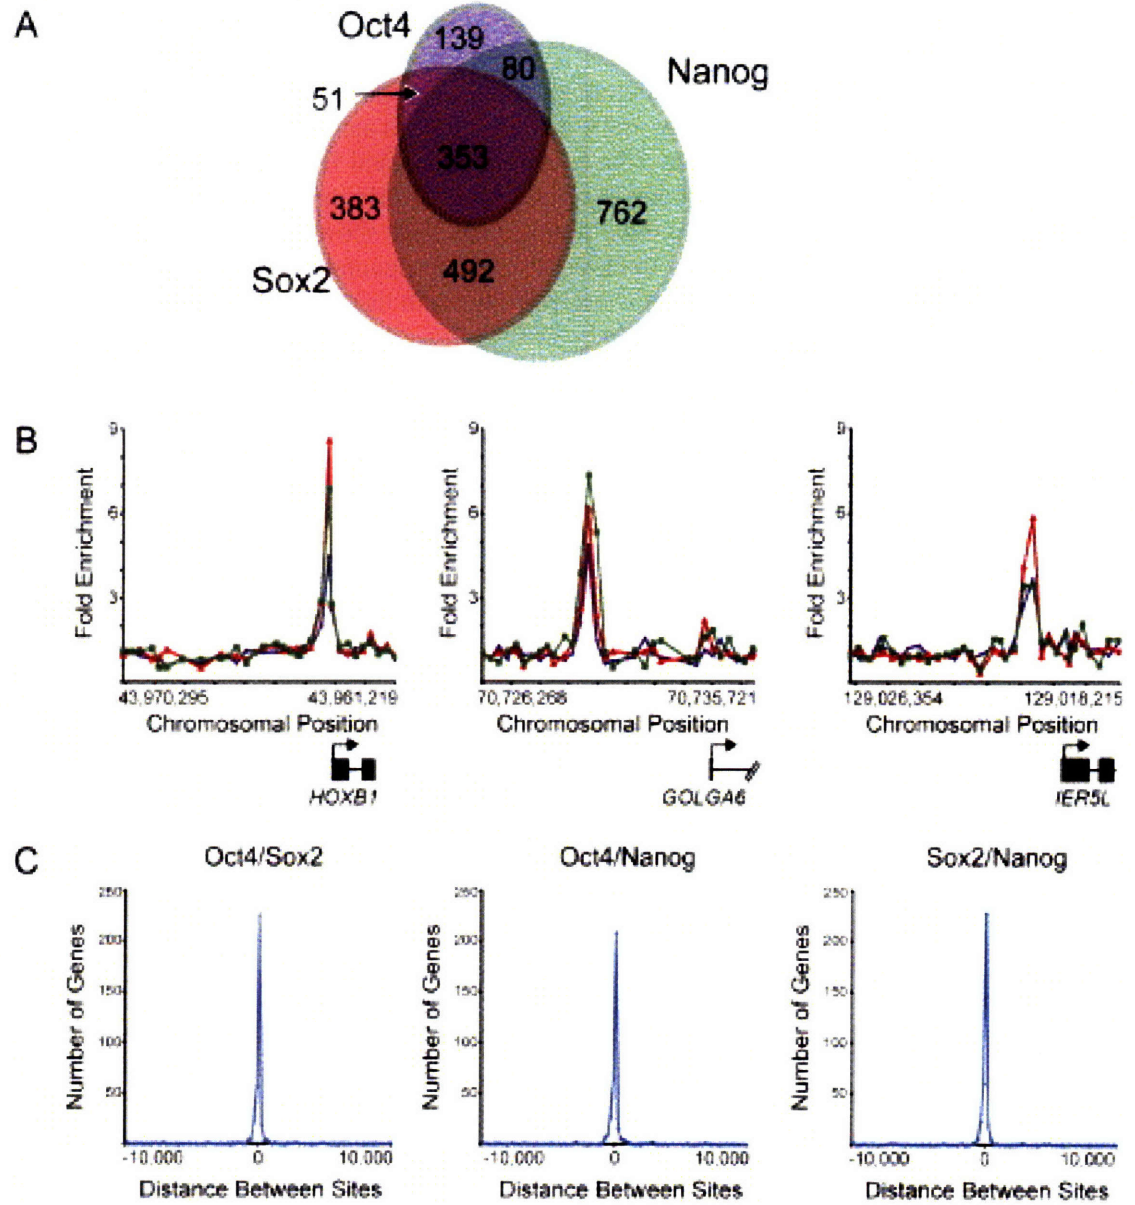 A
Oct4
139
80
Nanog
51
353
383
762
Sox2
492
B
9
6
3
Fold Enrichment
43,970,295 43,961,219
Chromosomal Position
HOXB1
9
6
3
Fold Enrichment
70,726,268 70,735,721
Chromosomal Position
GOLGA6
9
6
3
Fold Enrichment
129,026,354 129,018,215
Chromosomal Position
IER5L
C
Oct4/Sox2
250
200
150
100
50
Number of Genes
-10,000 0 10,000
Distance Between Sites
Oct4/Nanog
250
200
150
100
50
Number of Genes
-10,000 0 10,000
Distance Between Sites
Sox2/Nanog
250
200
150
100
50
Number of Genes
-10,000 0 10,000
Distance Between Sites